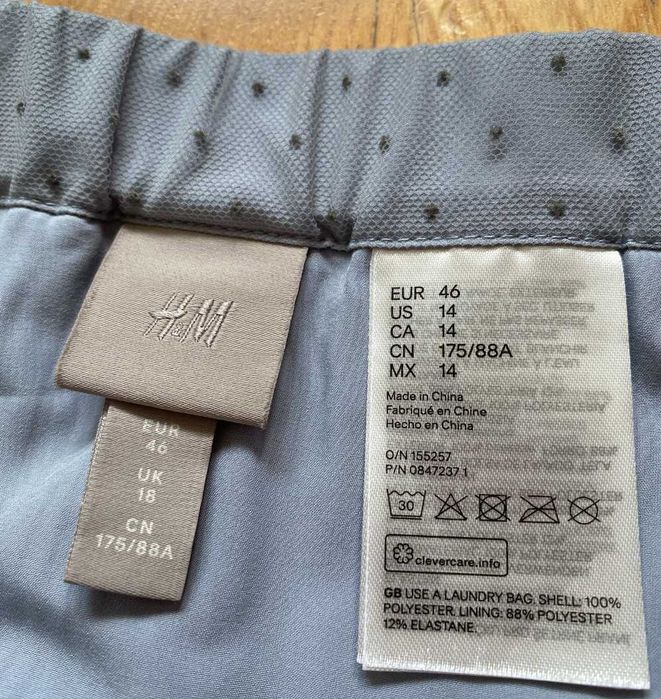 H&M
EUR
46
UK
18
CN
175/88A
EUR 46
US 14
CA 14
CN 175/88A
MX 14
Made in China
Fabriqué en Chine
Hecho en China
O/N 155257
P/N 0847237 1
30
clevercare.info
GB USE A LAUNDRY BAG. SHELL: 100%
POLYESTER. LINING: 88% POLYESTER
12% ELASTANE.